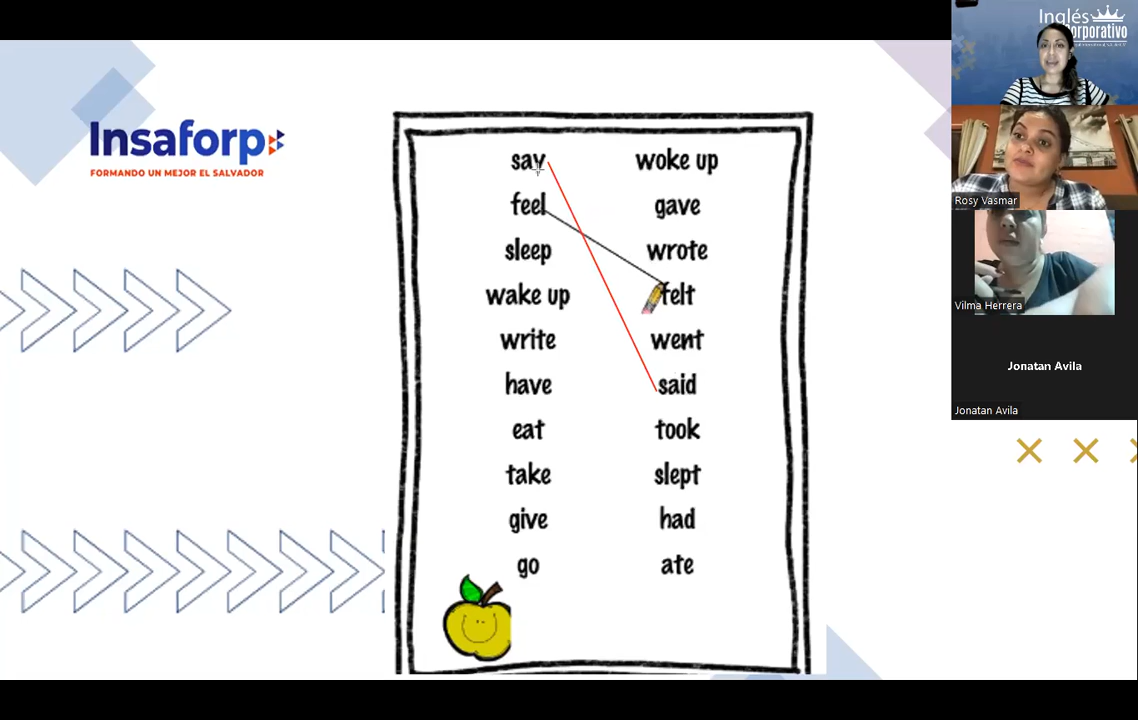 Insaforp
FORMANDO UN MEJOR EL SALVADOR
say woke up
feel gave
sleep wrote
wake up felt
write went
have said
eat took
take slept
give had
go ate
Inglés
Corporativo
Rosy Vasmar
Vilma Herrera
Jonatan Avila
Jonatan Avila